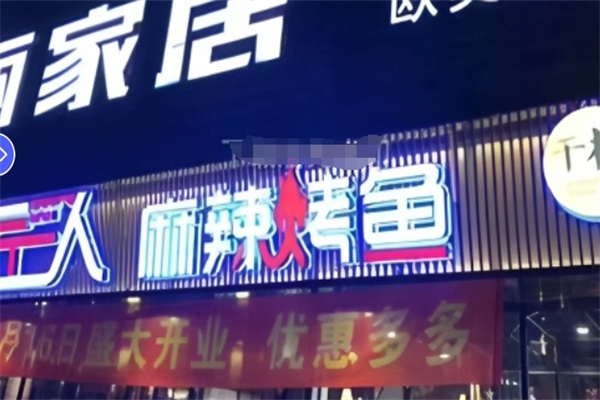 家居
欧
麻辣烤鱼
人
月16日盛大开业 优惠多多